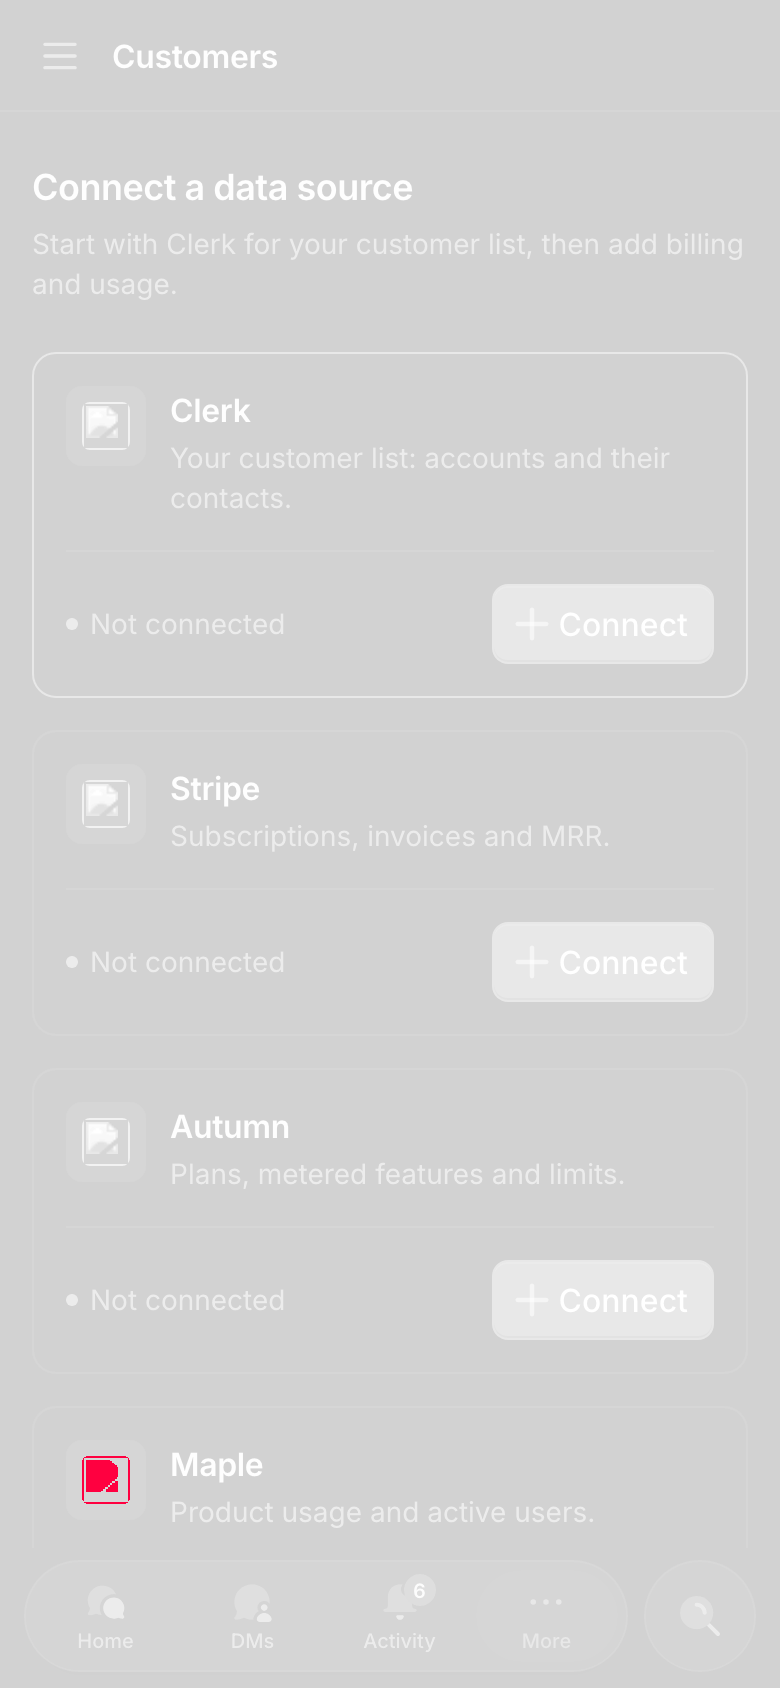 Customers
Connect a data source
Start with Clerk for your customer list, then add billing
and usage.
Clerk
Your customer list: accounts and their
contacts.
Not connected
Connect
Stripe
Subscriptions, invoices and MRR.
Not connected
Connect
Autumn
Plans, metered features and limits.
Not connected
Connect
Maple
Product usage and active users.
6
Home
DMs
Activity
More